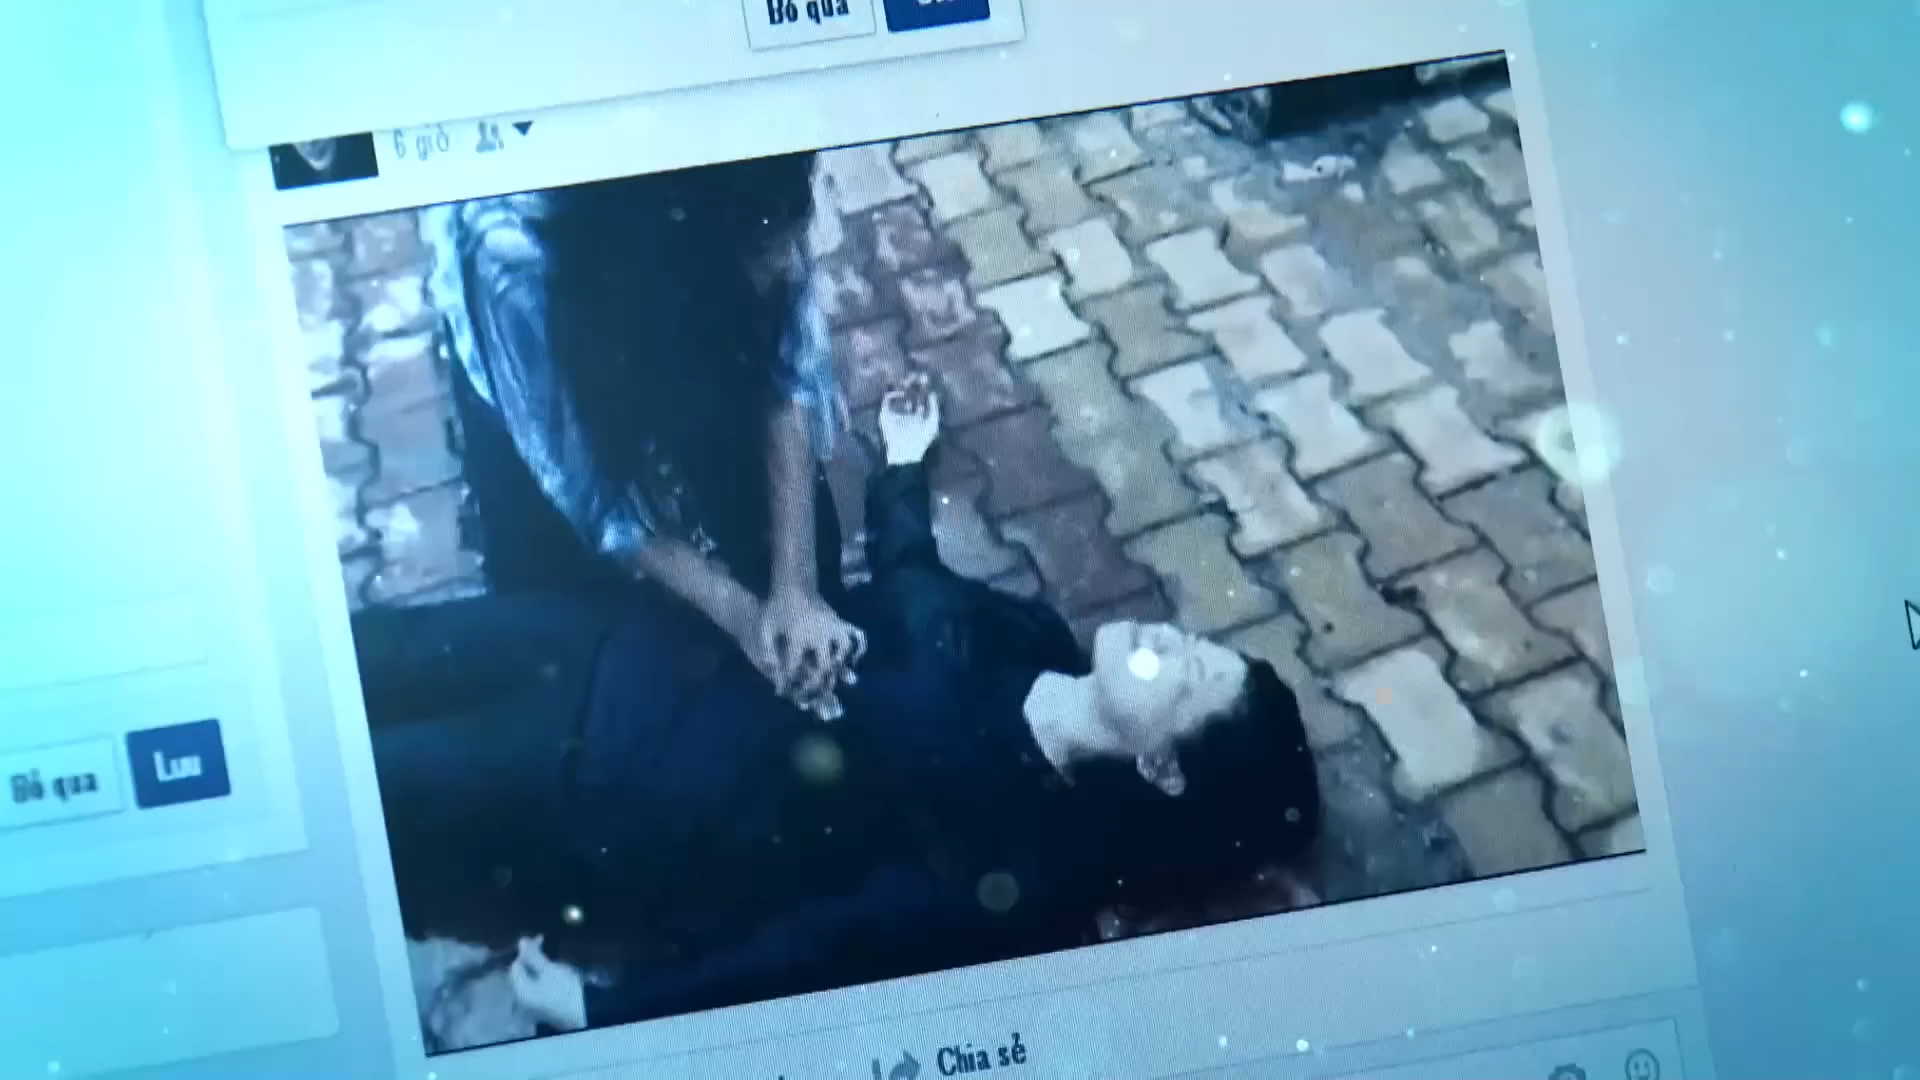 Bỏ qua
6 giờ
Bỏ qua
Lưu
Chia sẻ